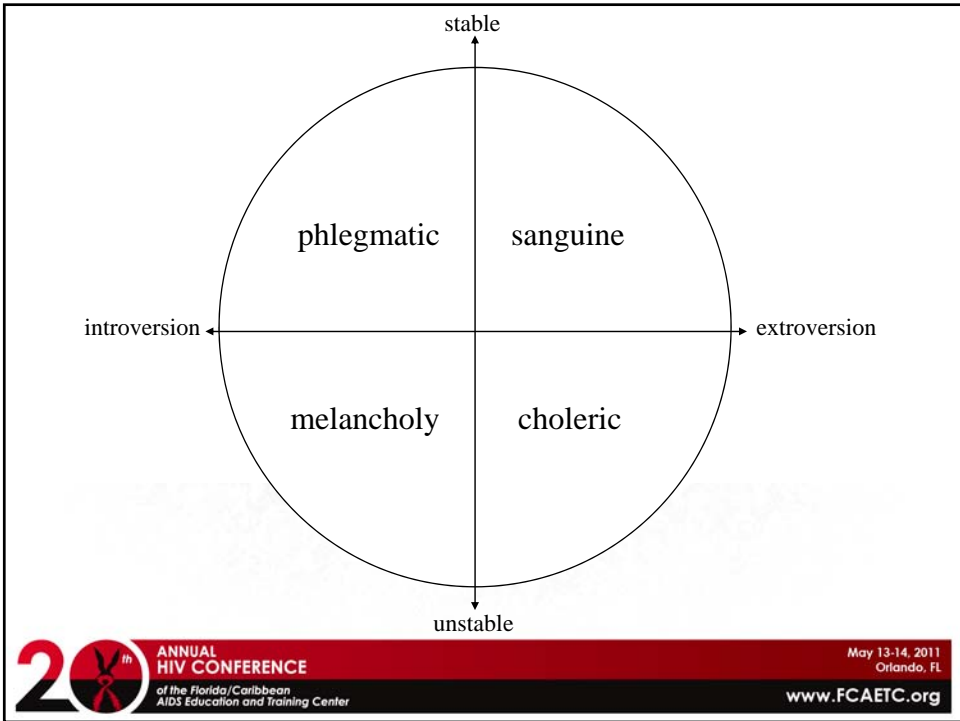 stable
phlegmatic sanguine
introversion extroversion
melancholy choleric
unstable
20th
ANNUAL
HIV CONFERENCE
of the Florida/Caribbean
AIDS Education and Training Center
May 13-14, 2011
Orlando, FL
www.FCAETC.org